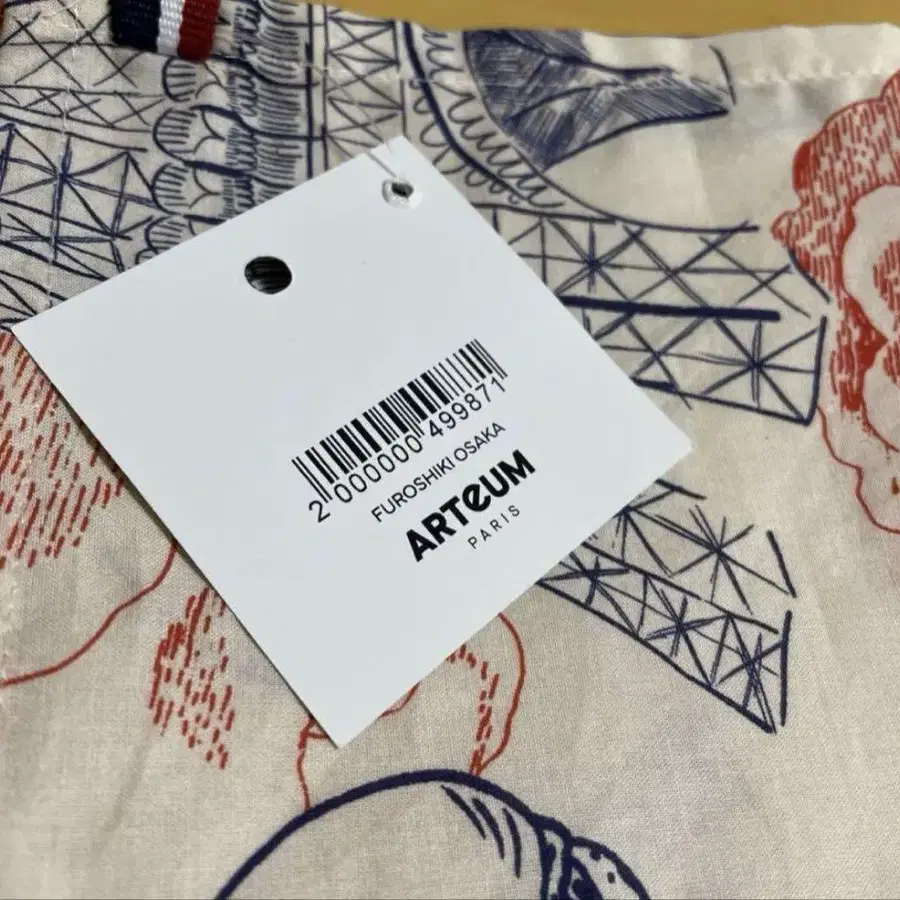 2 000000 499871
FUROSHIKI OSAKA
ARTeUM
PARIS